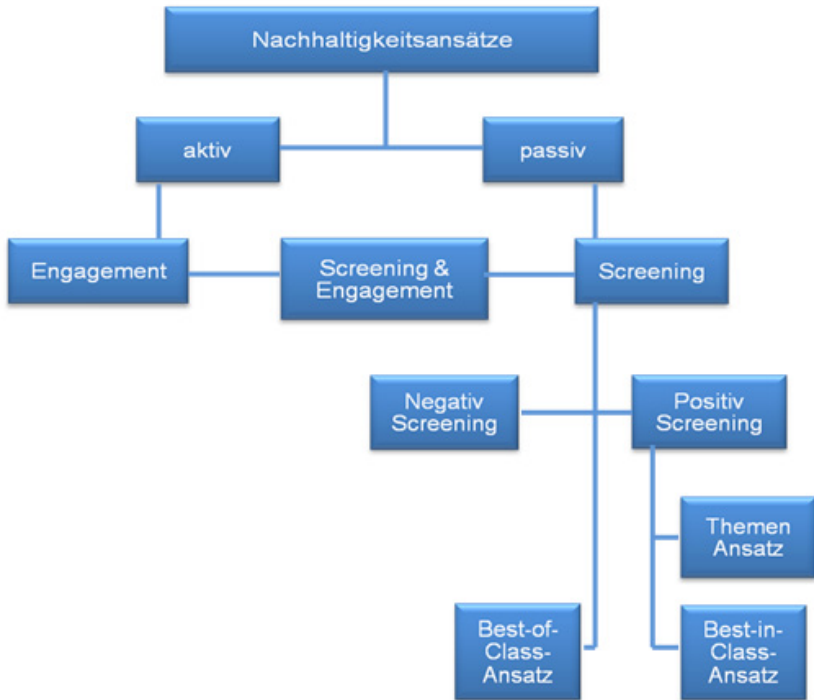 Nachhaltigkeitsansätze
aktiv
passiv
Engagement
Screening &
Engagement
Screening
Negativ
Screening
Positiv
Screening
Themen
Ansatz
Best-of-
Class-
Ansatz
Best-in-
Class-
Ansatz